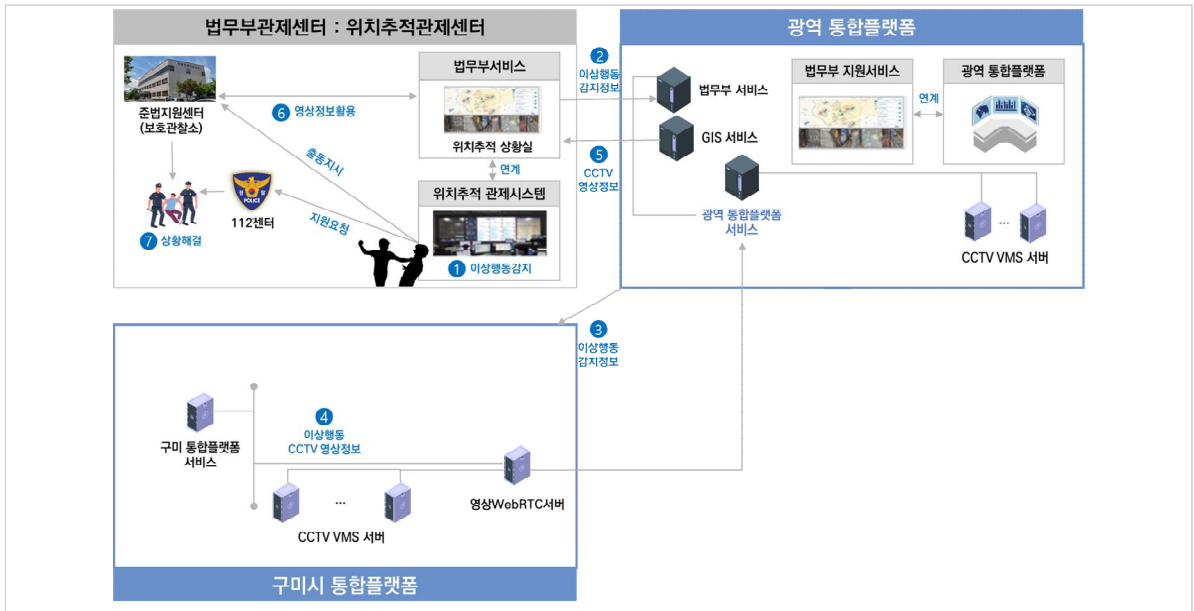 법무부관제센터 : 위치추적관제센터
준법지원센터
(보호관찰소)
6 영상정보활용
법무부서비스
위치추적 상황실
연계
위치추적 관제시스템
1 이상행동감지
출동지시
지원요청
경찰
POLICE
112센터
7 상황해결
2
이상행동
감지정보
5
CCTV
영상정보
광역 통합플랫폼
법무부 서비스
GIS 서비스
광역 통합플랫폼
서비스
법무부 지원서비스
연계
광역 통합플랫폼
...
CCTV VMS 서버
3
이상행동
감지정보
구미 통합플랫폼
서비스
4
이상행동
CCTV 영상정보
...
CCTV VMS 서버
영상WebRTC서버
구미시 통합플랫폼